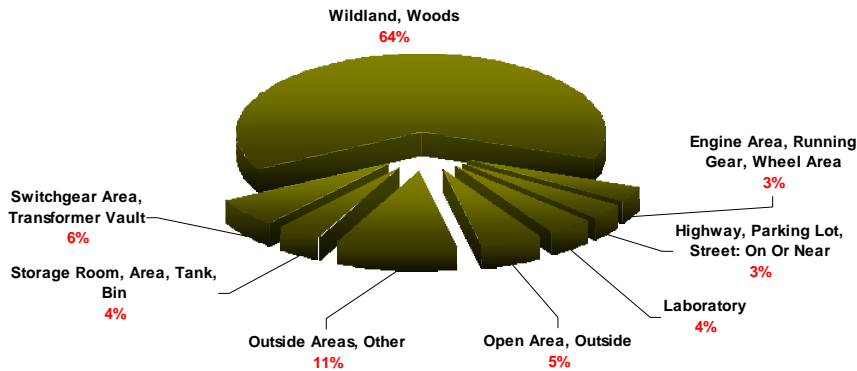 Wildland, Woods
64%
Engine Area, Running
Gear, Wheel Area
3%
Highway, Parking Lot,
Street: On Or Near
3%
Laboratory
4%
Open Area, Outside
5%
Outside Areas, Other
11%
Storage Room, Area, Tank,
Bin
4%
Switchgear Area,
Transformer Vault
6%